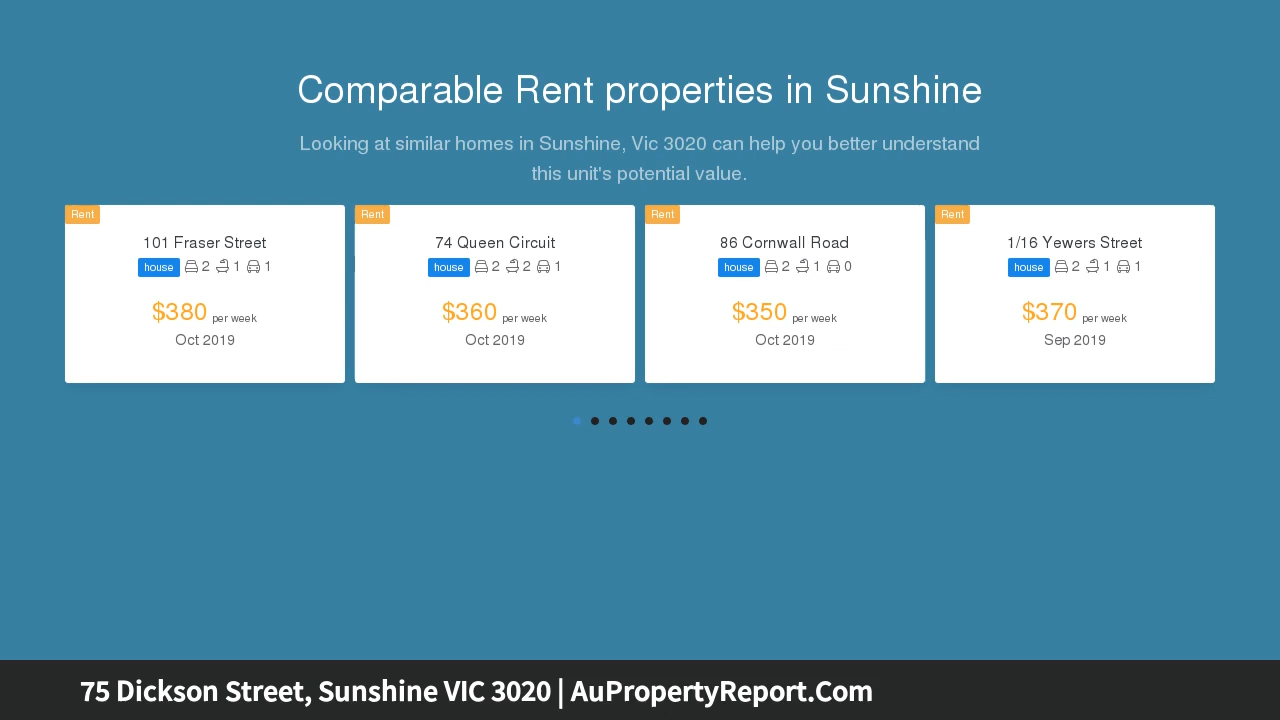 Comparable Rent properties in Sunshine
Looking at similar homes in Sunshine, Vic 3020 can help you better understand
this unit's potential value.
Rent
101 Fraser Street
house 2 1 1
$380 per week
Oct 2019
Rent
74 Queen Circuit
house 2 2 1
$360 per week
Oct 2019
Rent
86 Cornwall Road
house 2 1 0
$350 per week
Oct 2019
Rent
1/16 Yewers Street
house 2 1 1
$370 per week
Sep 2019
75 Dickson Street, Sunshine VIC 3020 | AuPropertyReport.Com